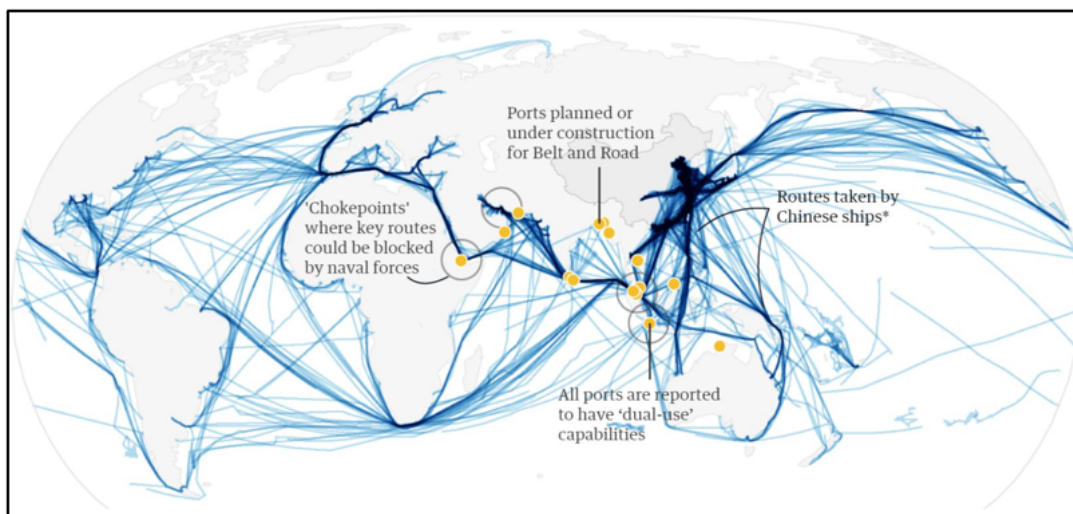 Ports planned or
under construction
for Belt and Road
'Chokepoints'
where key routes
could be blocked
by naval forces
Routes taken by
Chinese ships*
All ports are reported
to have ‘dual-use’
capabilities